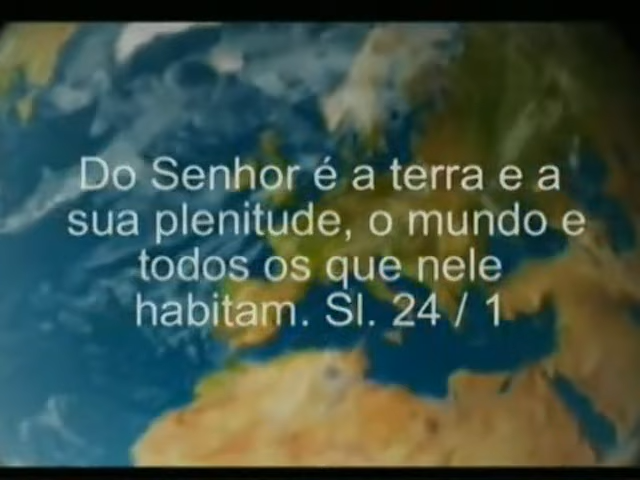 Do Senhor é a terra e a
sua plenitude, o mundo e
todos os que nele
habitam. Sl. 24 / 1